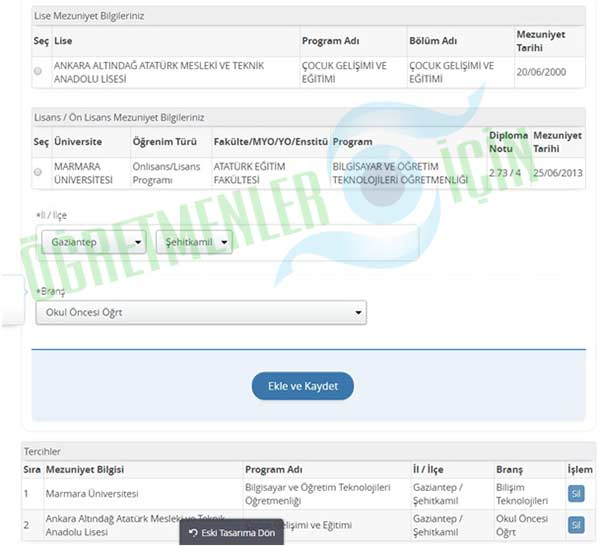 Lise Mezuniyet Bilgileriniz
Seç Lise Program Adı Bölüm Adı Mezuniyet
Tarihi
ANKARA ALTINDAĞ ATATÜRK MESLEKİ VE TEKNİK ÇOCUK GELİŞİMİ VE ÇOCUK GELİŞİMİ VE 20/06/2000
ANADOLU LİSESİ EĞİTİMİ EĞİTİMİ
Lisans / Ön Lisans Mezuniyet Bilgileriniz
Seç Üniversite Öğrenim Türü Fakülte/MYO/YO/Enstitü Program Diploma Mezuniyet
Notu Tarihi
MARMARA Önlisans/Lisans ATATÜRK EĞİTİM BİLGİSAYAR VE ÖĞRETİM 2.73 / 4 25/06/2013
ÜNİVERSİTESİ Programı FAKÜLTESİ TEKNOLOJİLERİ ÖĞRETMENLİĞİ
ÖĞRETMENLER İÇİN
*İl / İlçe
Gaziantep Şehitkamil
*Branş
Okul Öncesi Öğrt
Ekle ve Kaydet
Tercihler
Sıra Mezuniyet Bilgisi Program Adı İl / İlçe Branş İşlem
1 Marmara Üniversitesi Bilgisayar ve Öğretim Teknolojileri Gaziantep / Bilişim Sil
Öğretmenliği Şehitkamil Teknolojileri
2 Ankara Altındağ Atatürk Mesleki ve Teknik Gelişimi ve Eğitimi Gaziantep / Okul Öncesi Sil
Anadolu Lisesi Şehitkamil Öğrt
Eski Tasarıma Dön